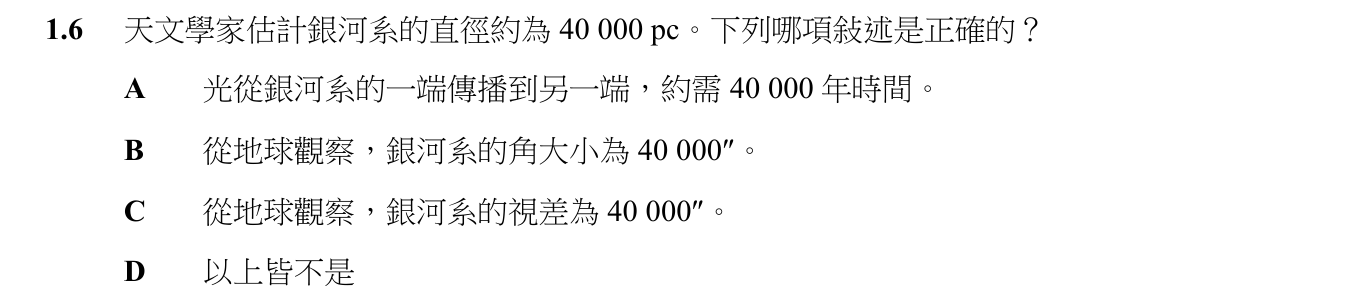 1.6 天文學家估計銀河系的直徑約為 40 000 pc。下列哪項敍述是正確的？
A 光從銀河系的一端傳播到另一端，約需 40 000 年時間。
B 從地球觀察，銀河系的角大小為 40 000″。
C 從地球觀察，銀河系的視差為 40 000″。
D 以上皆不是